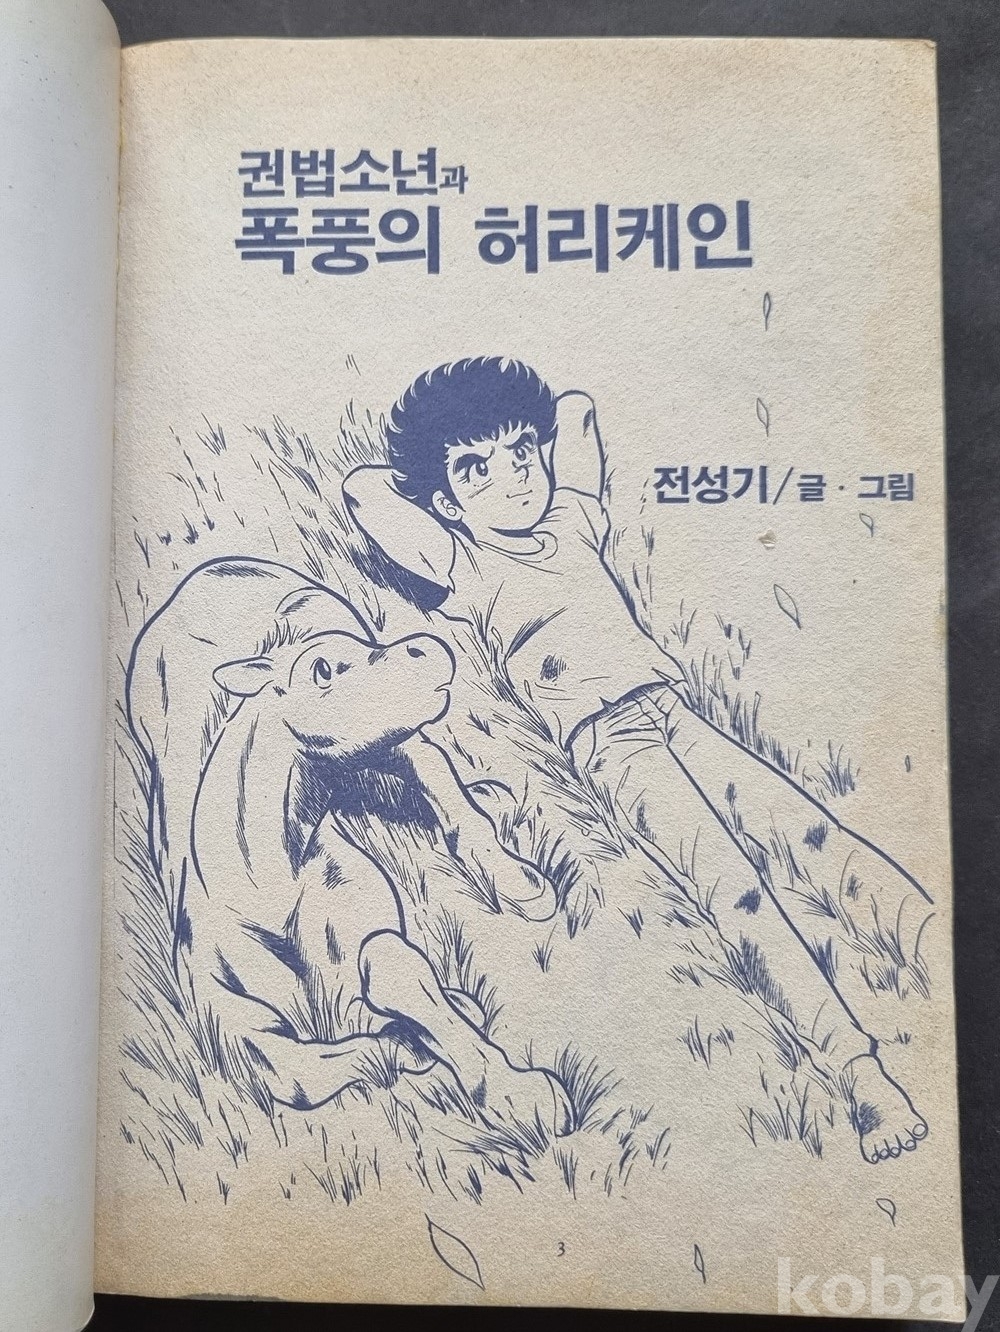 권법소년과
폭풍의 허리케인
전성기/글·그림
3
kobay